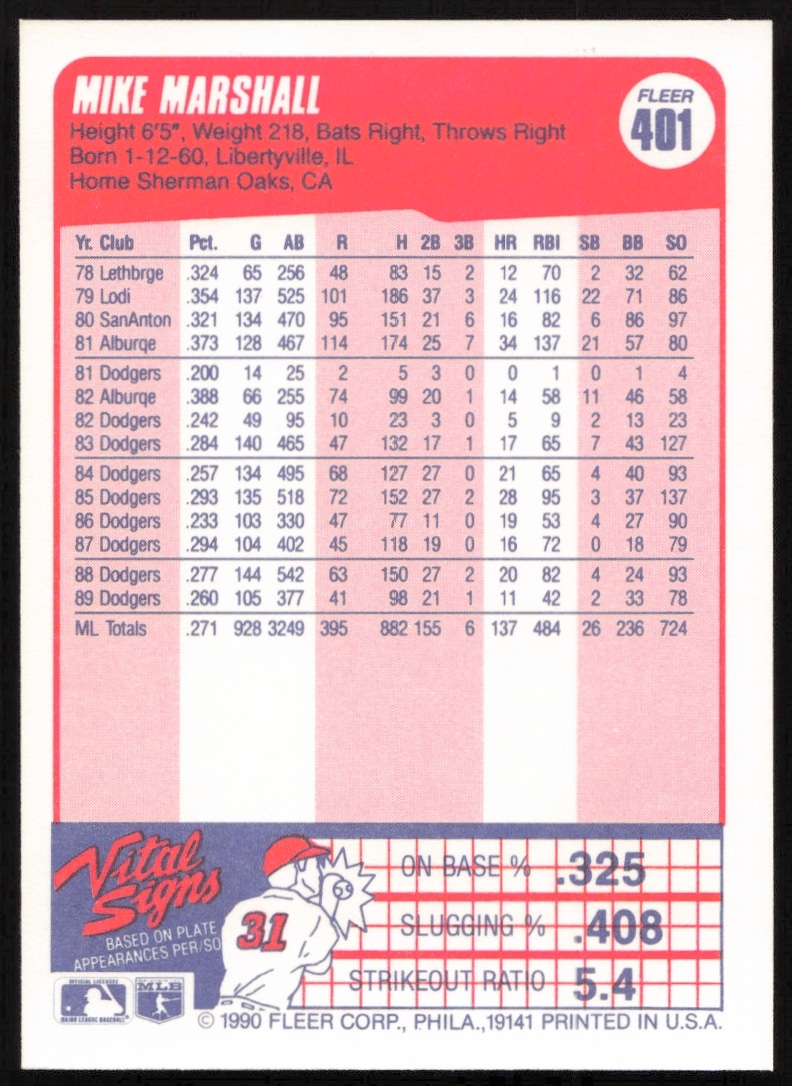 MIKE MARSHALL
FLEER
401
Height 6'5", Weight 218, Bats Right, Throws Right
Born 1-12-60, Libertyville, IL
Home Sherman Oaks, CA
Yr. Club Pct. G AB R H 2B 3B HR RBI SB BB SO
78 Lethbrge .324 65 256 48 83 15 2 12 70 2 32 62
79 Lodi .354 137 525 101 186 37 3 24 116 22 71 86
80 SanAnton .321 134 470 95 151 21 6 16 82 6 86 97
81 Alburqe .373 128 467 114 174 25 7 34 137 21 57 80
81 Dodgers .200 14 25 2 5 3 0 0 1 0 1 4
82 Alburqe .388 66 255 74 99 20 1 14 58 11 46 58
82 Dodgers .242 49 95 10 23 3 0 5 9 2 13 23
83 Dodgers .284 140 465 47 132 17 1 17 65 7 43 127
84 Dodgers .257 134 495 68 127 27 0 21 65 4 40 93
85 Dodgers .293 135 518 72 152 27 2 28 95 3 37 137
86 Dodgers .233 103 330 47 77 11 0 19 53 4 27 90
87 Dodgers .294 104 402 45 118 19 0 16 72 0 18 79
88 Dodgers .277 144 542 63 150 27 2 20 82 4 24 93
89 Dodgers .260 105 377 41 98 21 1 11 42 2 33 78
ML Totals .271 928 3249 395 882 155 6 137 484 26 236 724
Vital
Signs
BASED ON PLATE
APPEARANCES PER/SO
31
ON BASE % .325
SLUGGING % .408
STRIKEOUT RATIO 5.4
OFFICIAL LICENSEE
MAJOR LEAGUE BASEBALL
MLB
© 1990 FLEER CORP., PHILA.,19141 PRINTED IN U.S.A.